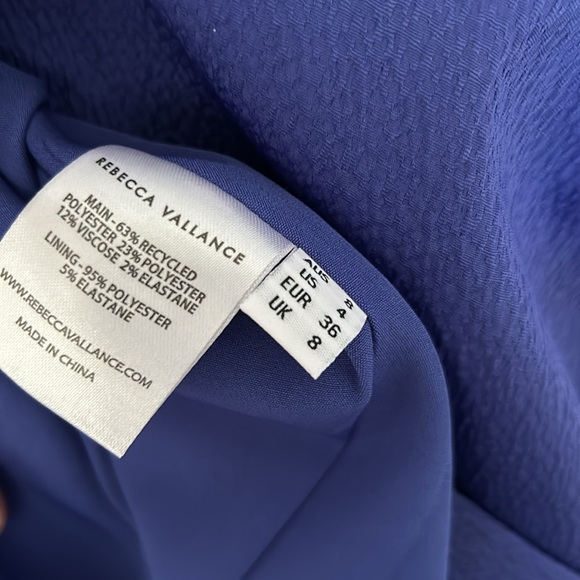 REBECCA VALLANCE
MAIN-63% RECYCLED
POLYESTER 23% POLYESTER
12% VISCOSE 2% ELASTANE
LINING-95% POLYESTER
5% ELASTANE
WWW.REBECCAVALLANCE.COM
MADE IN CHINA
AUS 8
US 4
EUR 36
UK 8